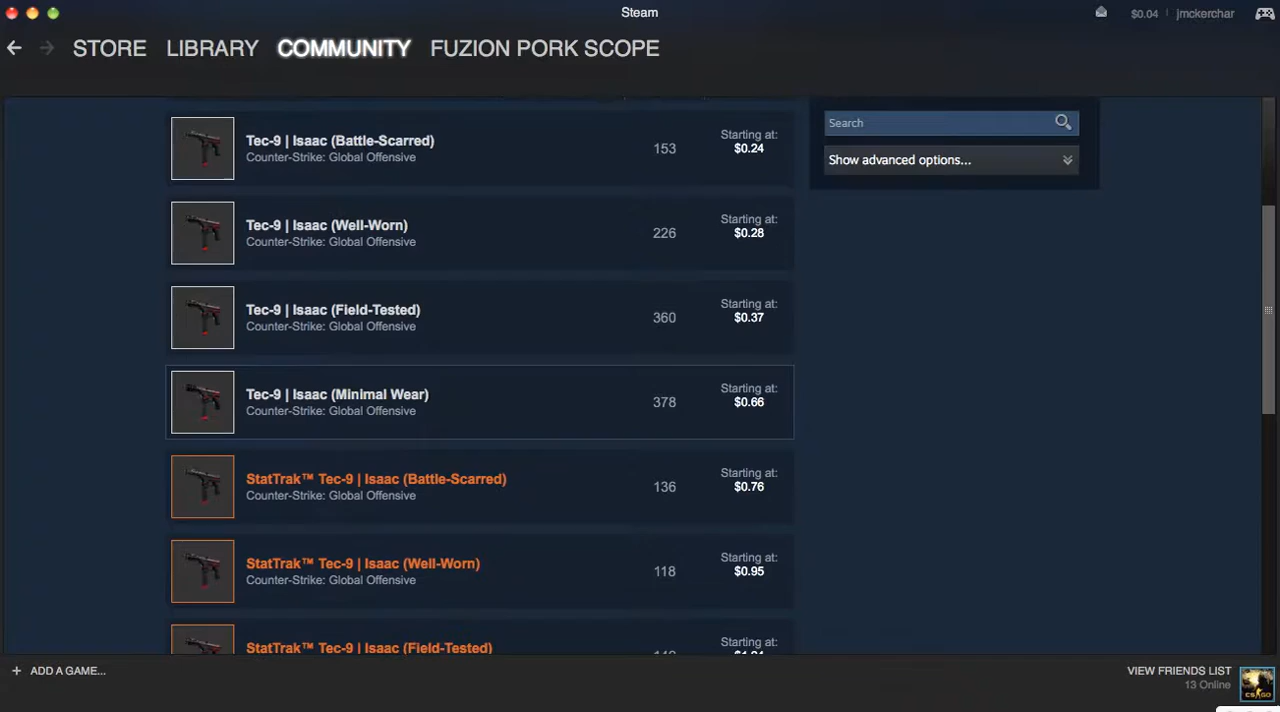 Steam
$0.04 jmckerchar
STORE LIBRARY COMMUNITY FUZION PORK SCOPE
Search
Show advanced options...
Tec-9 | Isaac (Battle-Scarred)
Counter-Strike: Global Offensive
153
Starting at:
$0.24
Tec-9 | Isaac (Well-Worn)
Counter-Strike: Global Offensive
226
Starting at:
$0.28
Tec-9 | Isaac (Field-Tested)
Counter-Strike: Global Offensive
360
Starting at:
$0.37
Tec-9 | Isaac (Minimal Wear)
Counter-Strike: Global Offensive
378
Starting at:
$0.66
StatTrak™ Tec-9 | Isaac (Battle-Scarred)
Counter-Strike: Global Offensive
136
Starting at:
$0.76
StatTrak™ Tec-9 | Isaac (Well-Worn)
Counter-Strike: Global Offensive
118
Starting at:
$0.95
StatTrak™ Tec-9 | Isaac (Field-Tested)
Starting at:
+ ADD A GAME...
VIEW FRIENDS LIST
13 Online
CS GO